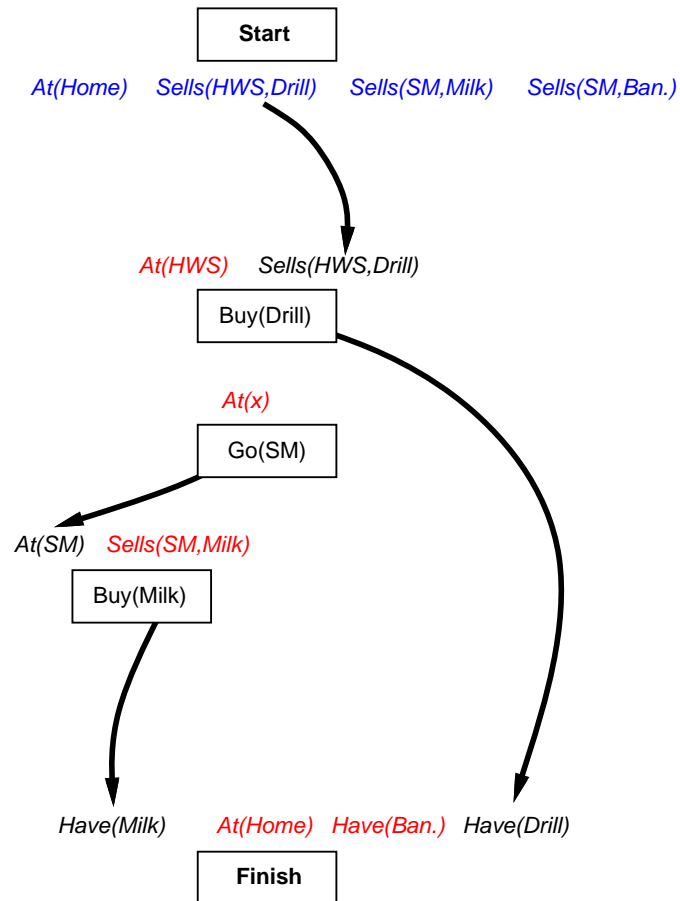 Start
At(Home) Sells(HWS,Drill) Sells(SM,Milk) Sells(SM,Ban.)
At(HWS) Sells(HWS,Drill)
Buy(Drill)
At(x)
Go(SM)
At(SM) Sells(SM,Milk)
Buy(Milk)
Have(Milk) At(Home) Have(Ban.) Have(Drill)
Finish